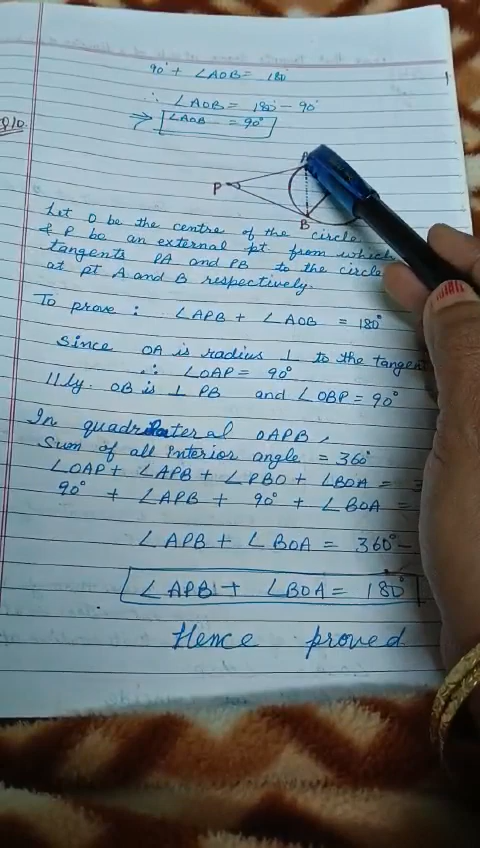 90° + ∠AOB = 180
∴ ∠AOB = 180° - 90°
⇒ ∠AOB = 90°
Q10.
A
P
B
Let O be the centre of the circle
& P be an external pt. from which
tangents PA and PB to the circle
at pt A and B respectively.
To prove : ∠APB + ∠AOB = 180°
Since OA is radius ⊥ to the tangent
∴ ∠OAP = 90°
111ly. OB is ⊥ PB and ∠OBP = 90°
In quadrilateral OAPB,
Sum of all interior angle = 360°
∠OAP + ∠APB + ∠PBO + ∠BOA = 3
90° + ∠APB + 90° + ∠BOA =
∠APB + ∠BOA = 360° -
∠APB + ∠BOA = 180°
Hence proved